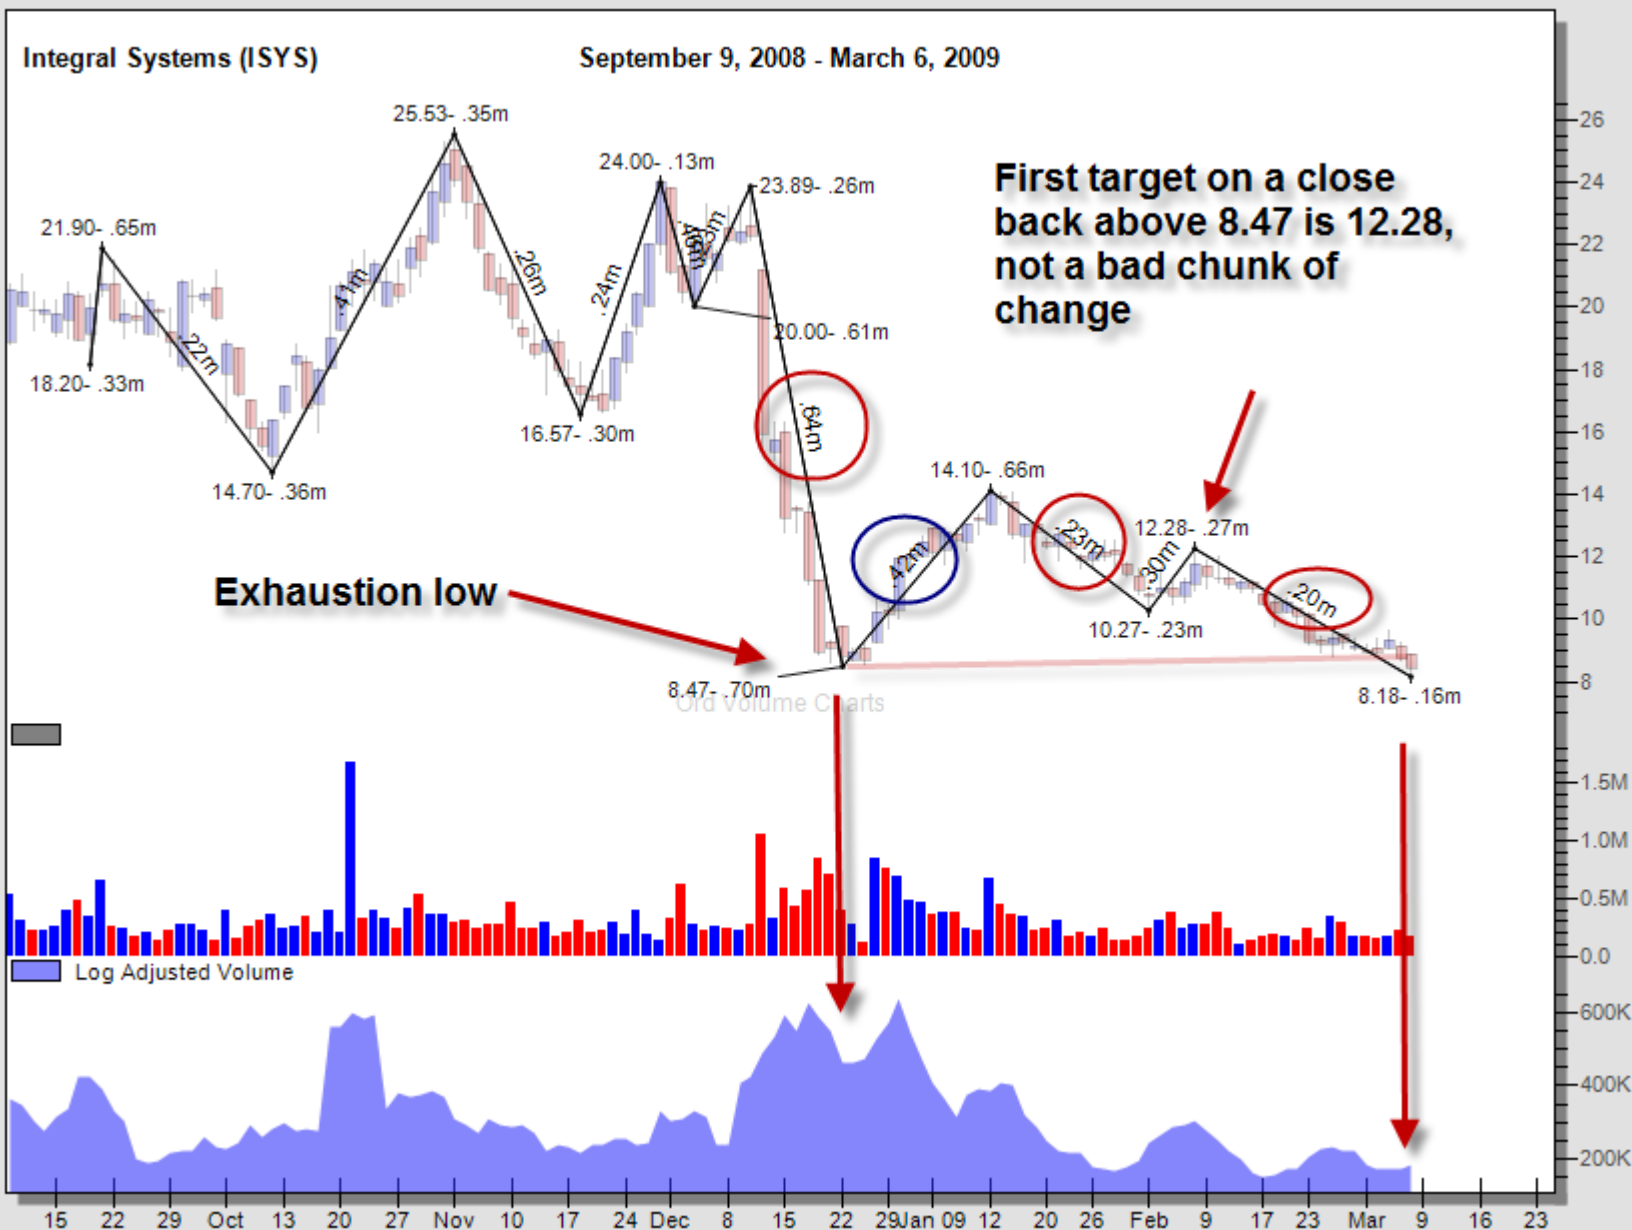 Integral Systems (ISYS)
September 9, 2008 - March 6, 2009
25.53- .35m
24.00- .13m
23.89- .26m
21.90- .65m
20.00- .61m
18.20- .33m
16.57- .30m
14.70- .36m
14.10- .66m
12.28- .27m
10.27- .23m
8.47- .70m
8.18- .16m
.22m
.41m
.26m
.24m
.64m
.42m
.23m
.30m
.20m
First target on a close
back above 8.47 is 12.28,
not a bad chunk of
change
Exhaustion low
Ord Volume Charts
26
24
22
20
18
16
14
12
10
8
1.5M
1.0M
0.5M
0.0
Log Adjusted Volume
600K
400K
200K
15 22 29 Oct 13 20 27 Nov 10 17 24 Dec 8 15 22 29 Jan 09 12 20 26 Feb 9 17 23 Mar 9 16 23